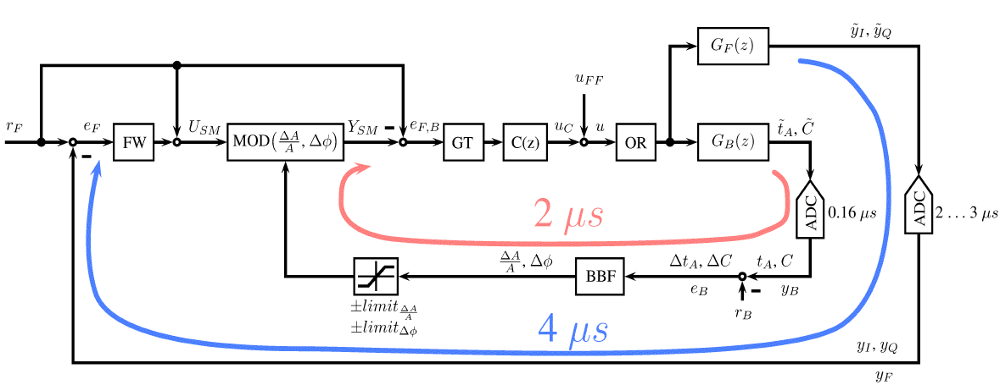 ỹ_I, ỹ_Q
G_F(z)
u_FF
r_F
e_F
FW
U_SM
MOD(ΔA/A, Δϕ)
Y_SM
-
e_F,B
GT
C(z)
u_C
u
OR
G_B(z)
t̃_A, C̃
-
2 μs
ADC
0.16 μs
ADC
2 … 3 μs
ΔA/A, Δϕ
BBF
Δt_A, ΔC
e_B
t_A, C
y_B
-
r_B
±limit_ΔA/A
±limit_Δϕ
4 μs
y_I, y_Q
y_F